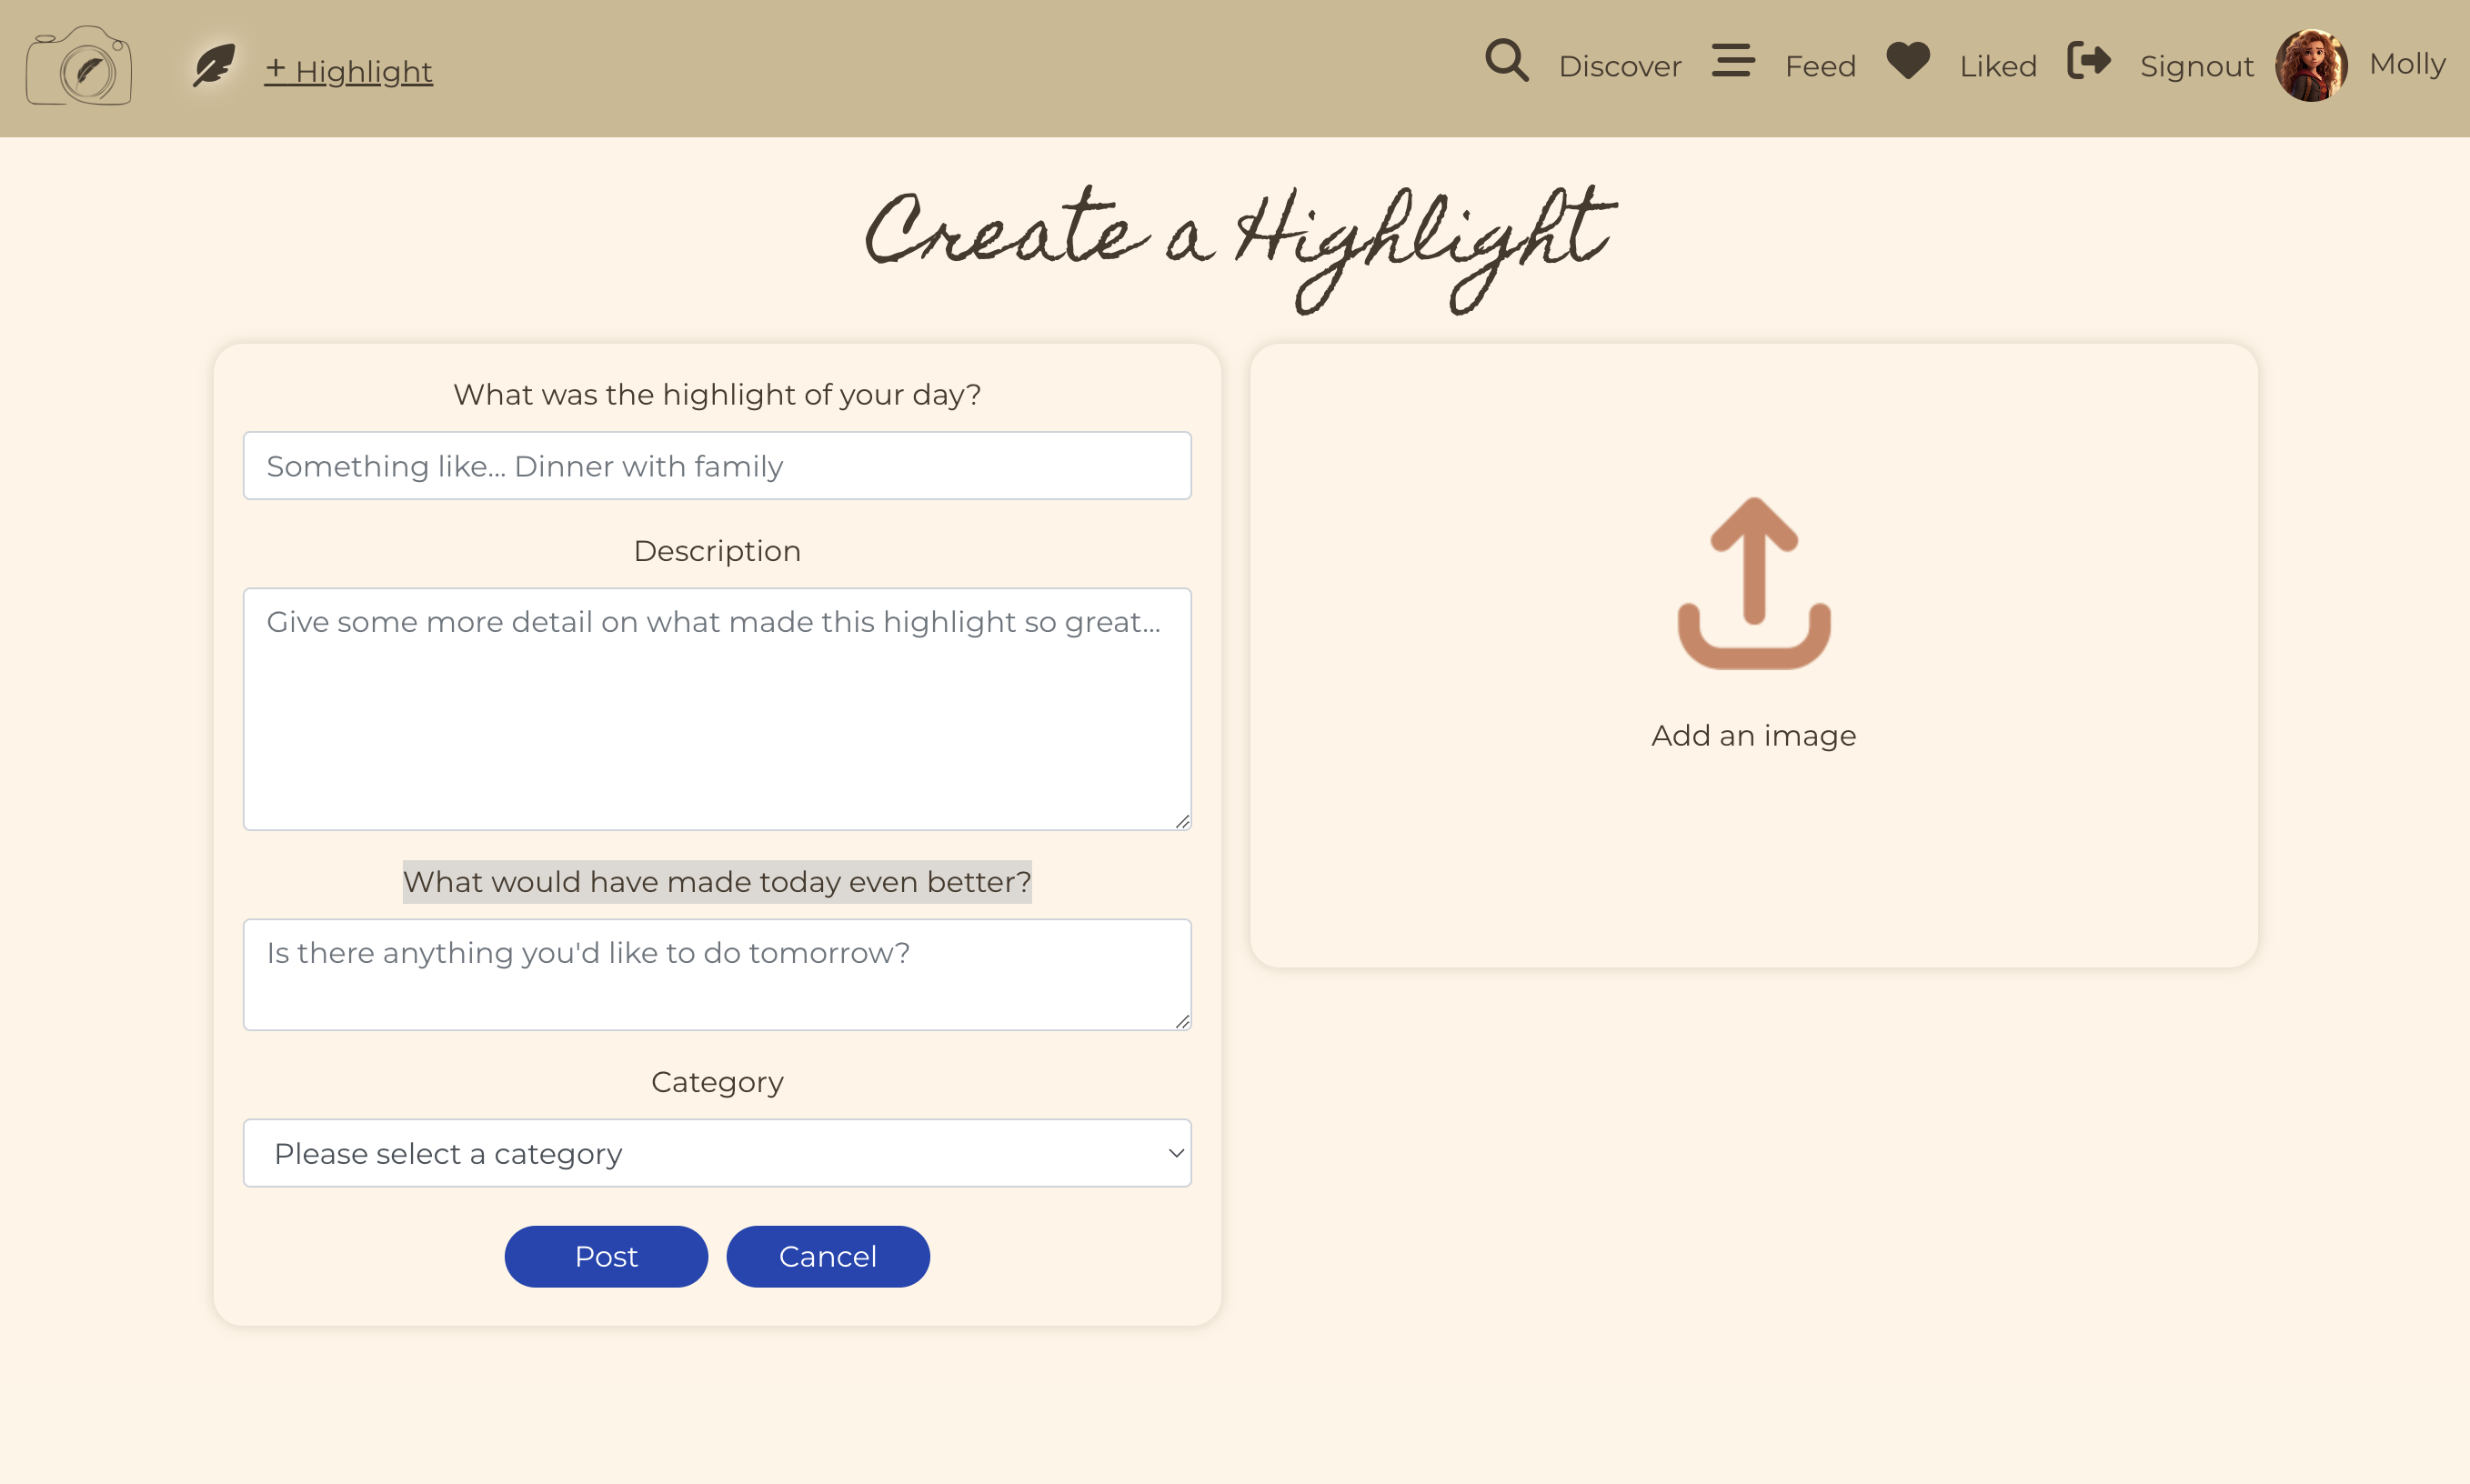 + Highlight
Discover
Feed
Liked
Signout
Molly
Create a Highlight
What was the highlight of your day?
Something like... Dinner with family
Description
Give some more detail on what made this highlight so great...
What would have made today even better?
Is there anything you'd like to do tomorrow?
Category
Please select a category
Post
Cancel
Add an image